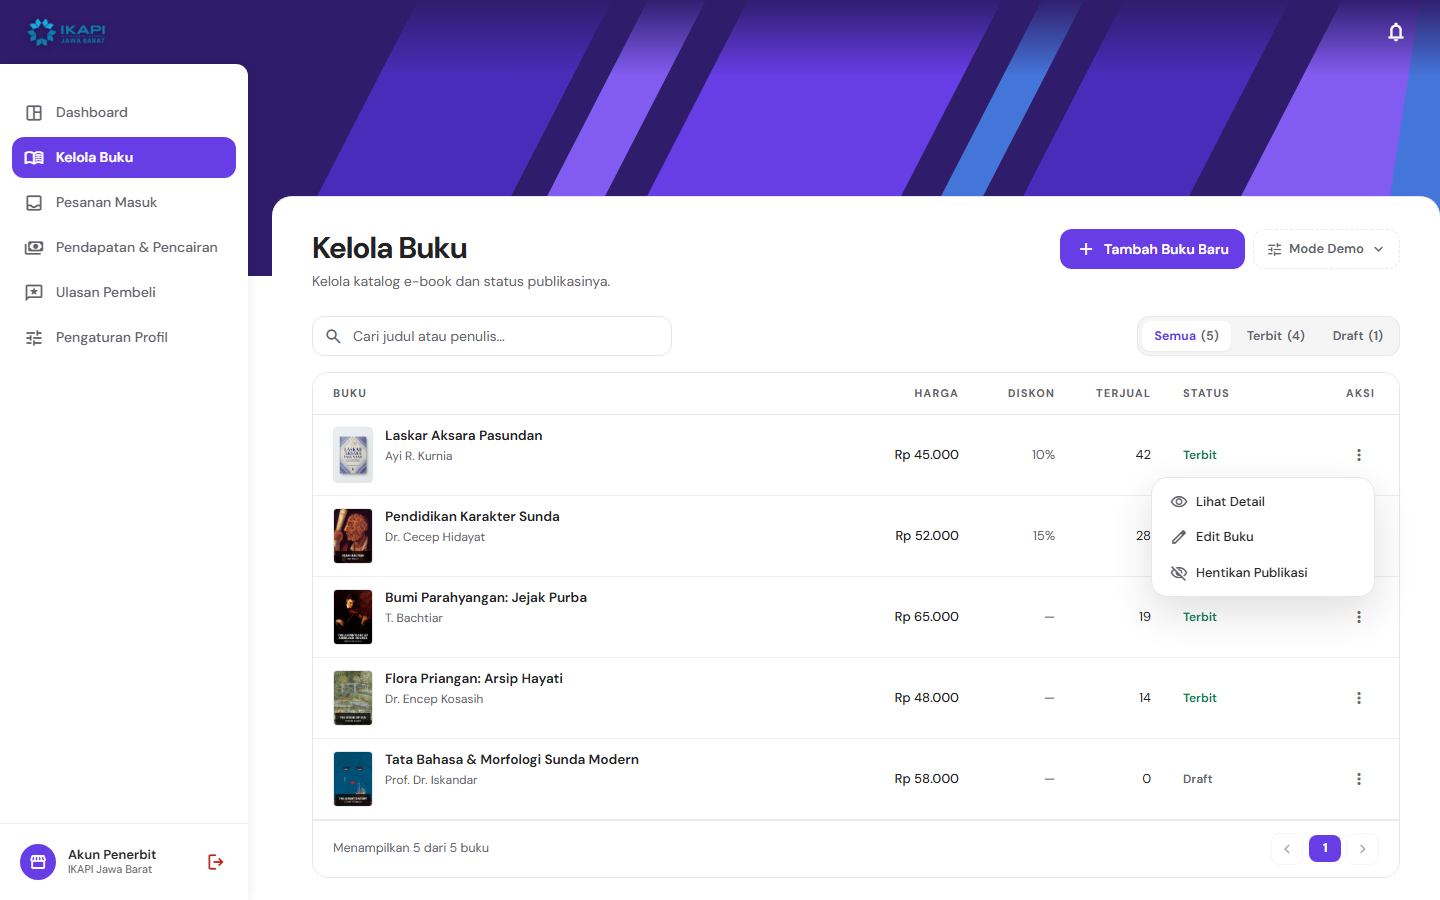 IKAPI
JAWA BARAT
Dashboard
Kelola Buku
Pesanan Masuk
Pendapatan & Pencairan
Ulasan Pembeli
Pengaturan Profil
Akun Penerbit
IKAPI Jawa Barat
Kelola Buku
Kelola katalog e-book dan status publikasinya.
Tambah Buku Baru
Mode Demo
Cari judul atau penulis...
Semua (5)
Terbit (4)
Draft (1)
BUKU HARGA DISKON TERJUAL STATUS AKSI
LASKAR
AKSARA
PASUNDAN
Laskar Aksara Pasundan
Ayi R. Kurnia
Rp 45.000 10% 42 Terbit
Lihat Detail
Edit Buku
Hentikan Publikasi
Pendidikan Karakter Sunda
Dr. Cecep Hidayat
Rp 52.000 15% 28
Bumi Parahyangan: Jejak Purba
T. Bachtiar
Rp 65.000 — 19 Terbit
Flora Priangan: Arsip Hayati
Dr. Encep Kosasih
Rp 48.000 — 14 Terbit
Tata Bahasa & Morfologi Sunda Modern
Prof. Dr. Iskandar
Rp 58.000 — 0 Draft
Menampilkan 5 dari 5 buku
1